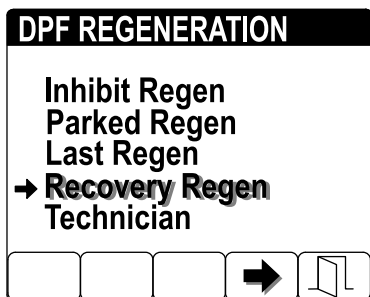 DPF REGENERATION
Inhibit Regen
Parked Regen
Last Regen
Recovery Regen
Technician